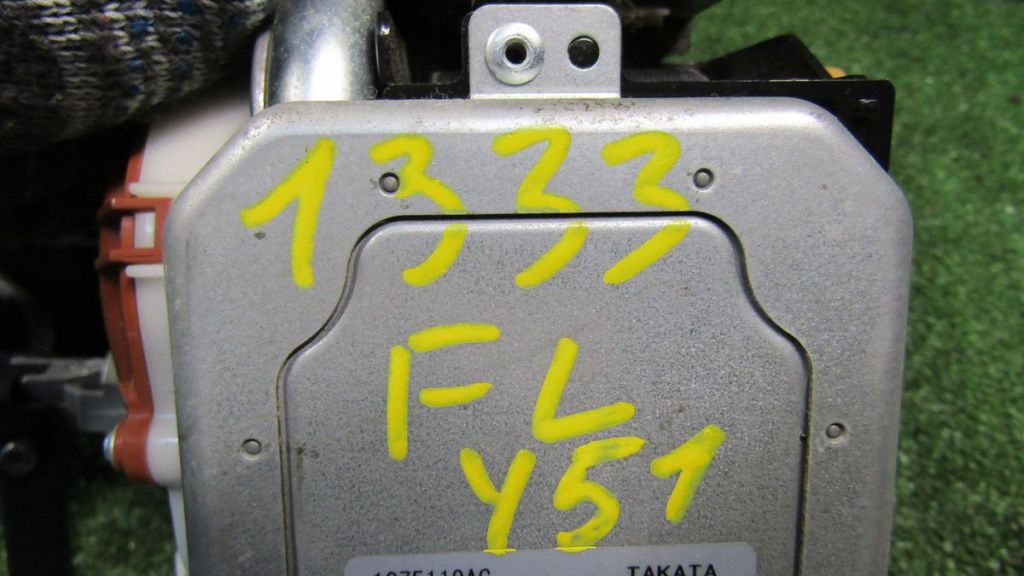 1333
FL
Y51
TAKATA